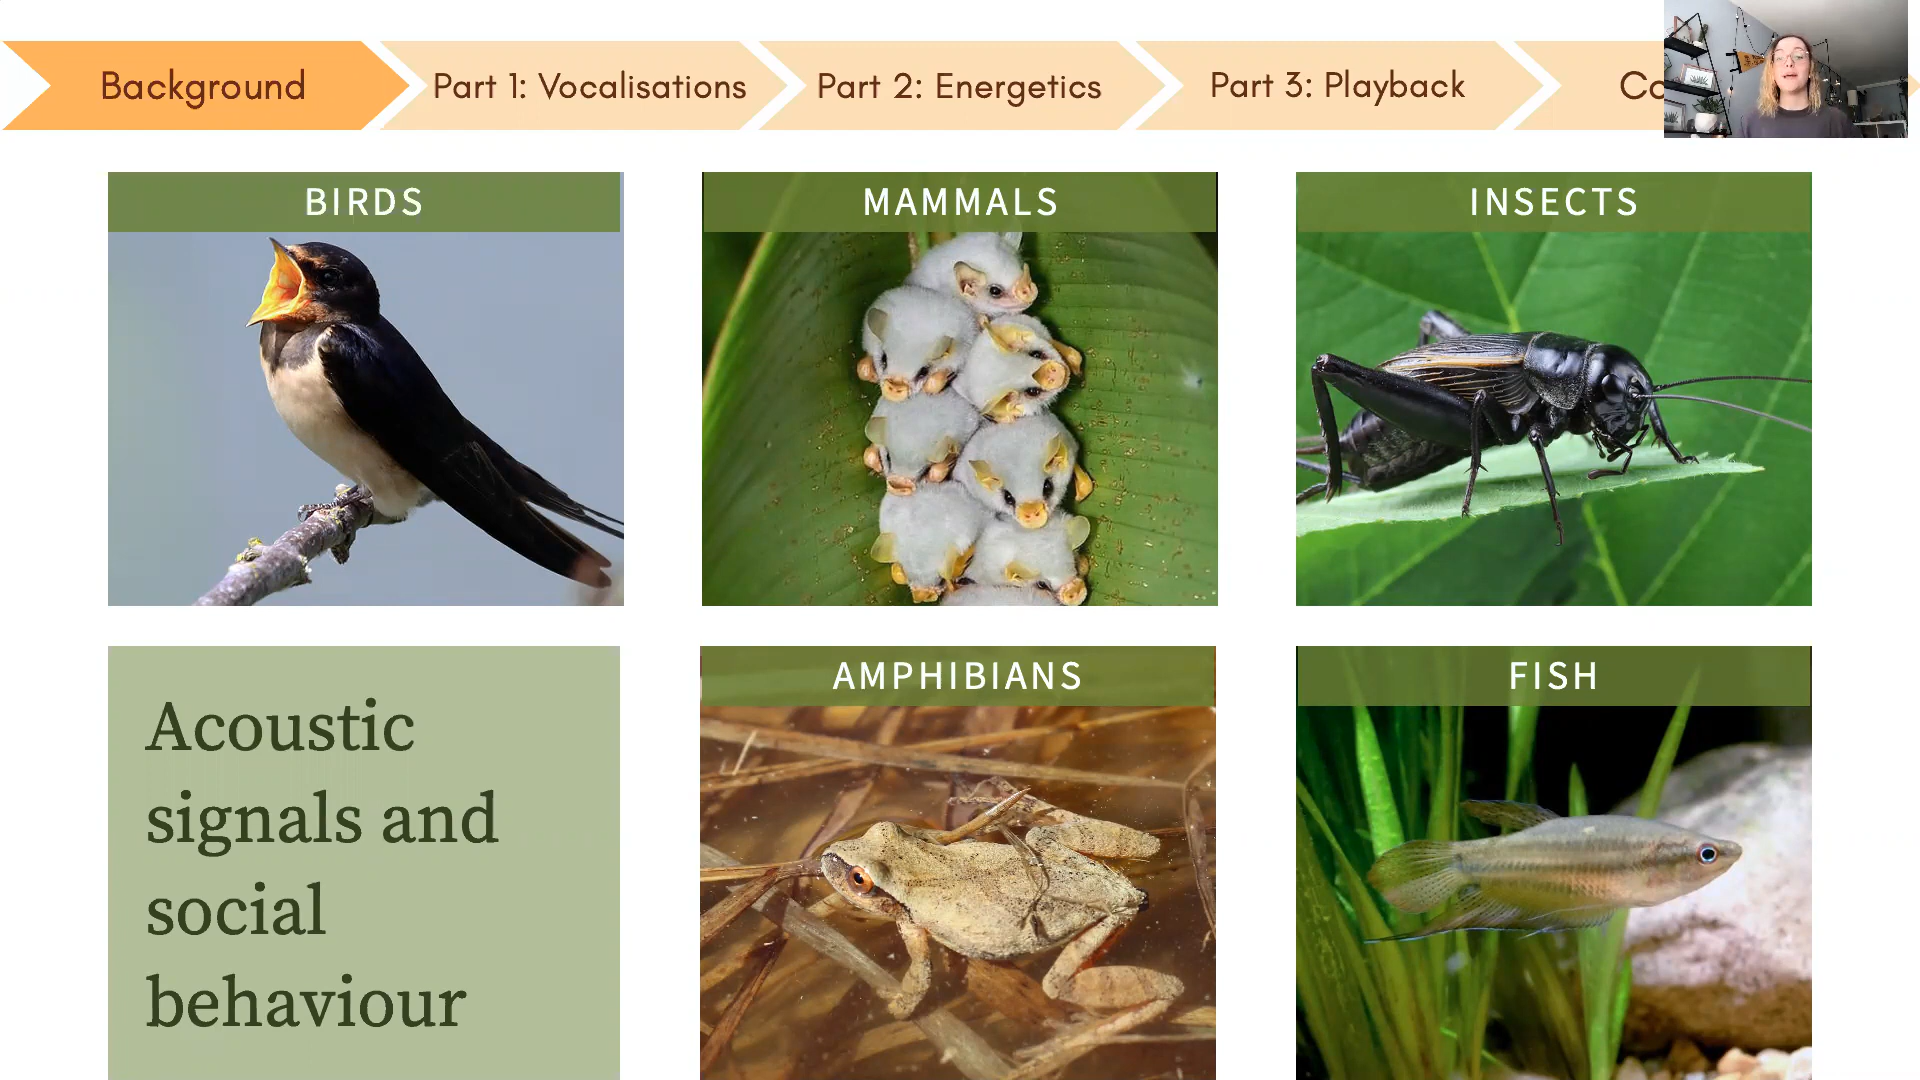 Background
Part 1: Vocalisations
Part 2: Energetics
Part 3: Playback
BIRDS
MAMMALS
INSECTS
Acoustic
signals and
social
behaviour
AMPHIBIANS
FISH